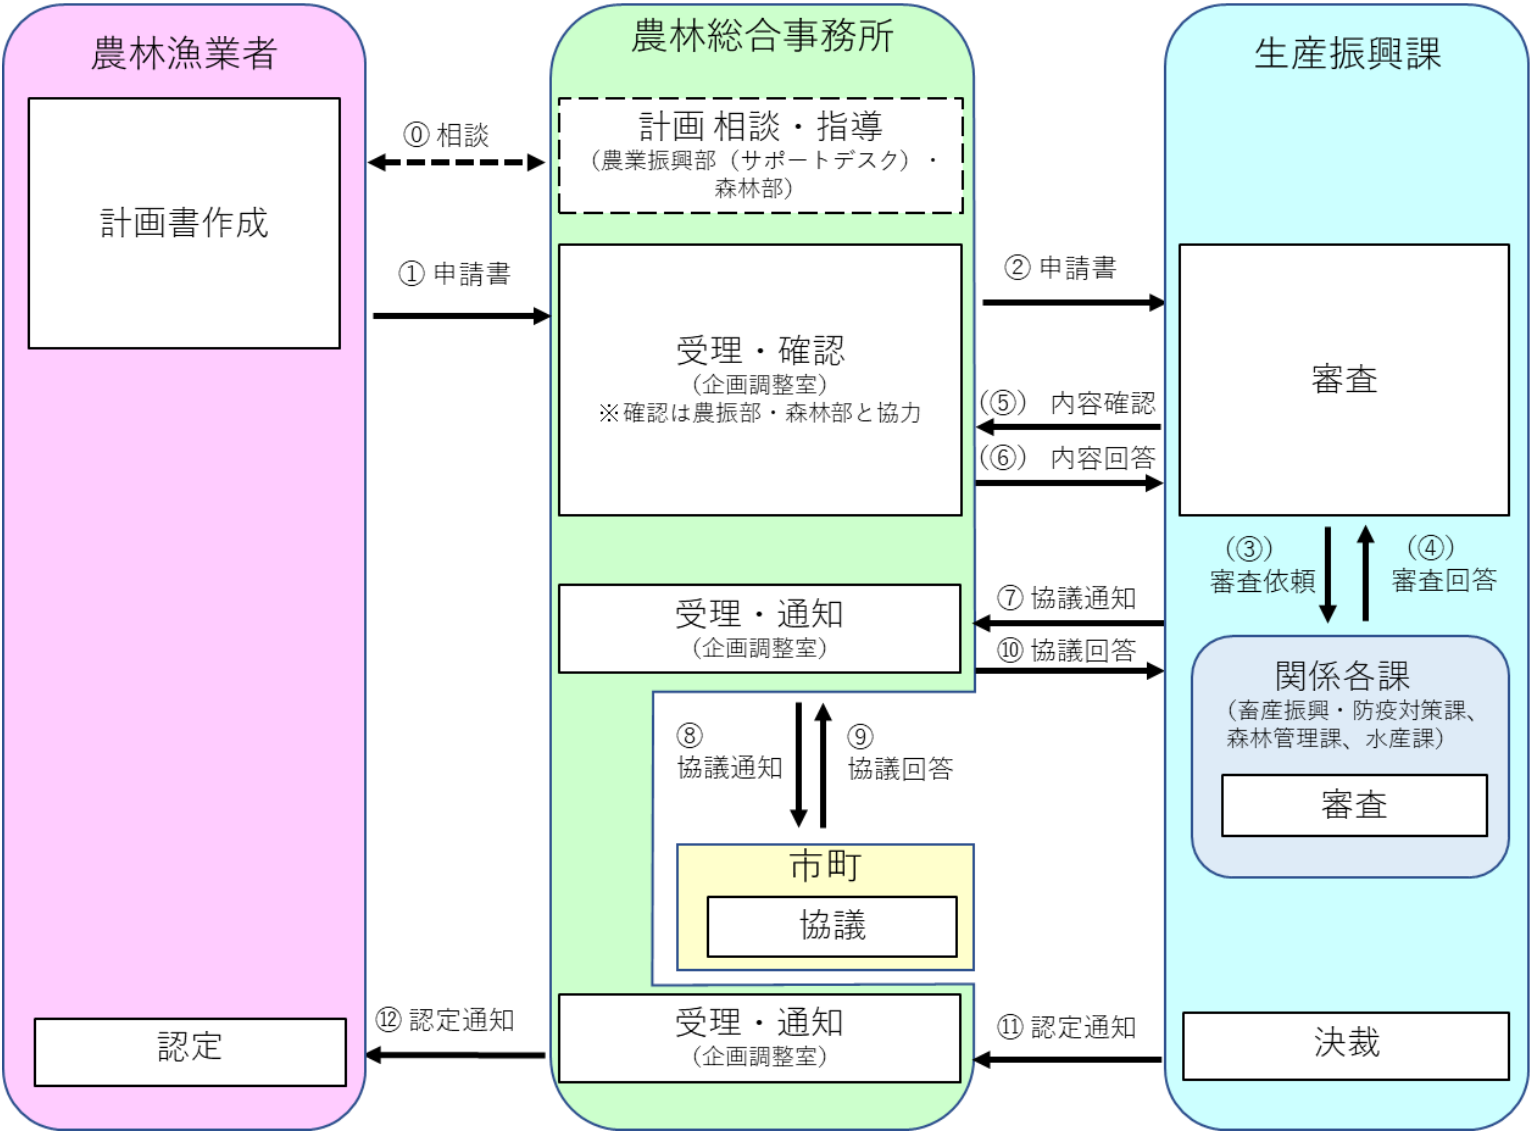 農林漁業者
農林総合事務所
生産振興課
計画書作成
⓪ 相談
計画 相談・指導
（農業振興部（サポートデスク）・
森林部）
① 申請書
② 申請書
受理・確認
（企画調整室）
※確認は農振部・森林部と協力
審査
（⑤） 内容確認
（⑥） 内容回答
（③）
審査依頼
（④）
審査回答
受理・通知
（企画調整室）
⑦ 協議通知
⑩ 協議回答
関係各課
（畜産振興・防疫対策課、
森林管理課、水産課）
審査
⑧
協議通知
⑨
協議回答
市町
協議
認定
⑫ 認定通知
受理・通知
（企画調整室）
⑪ 認定通知
決裁